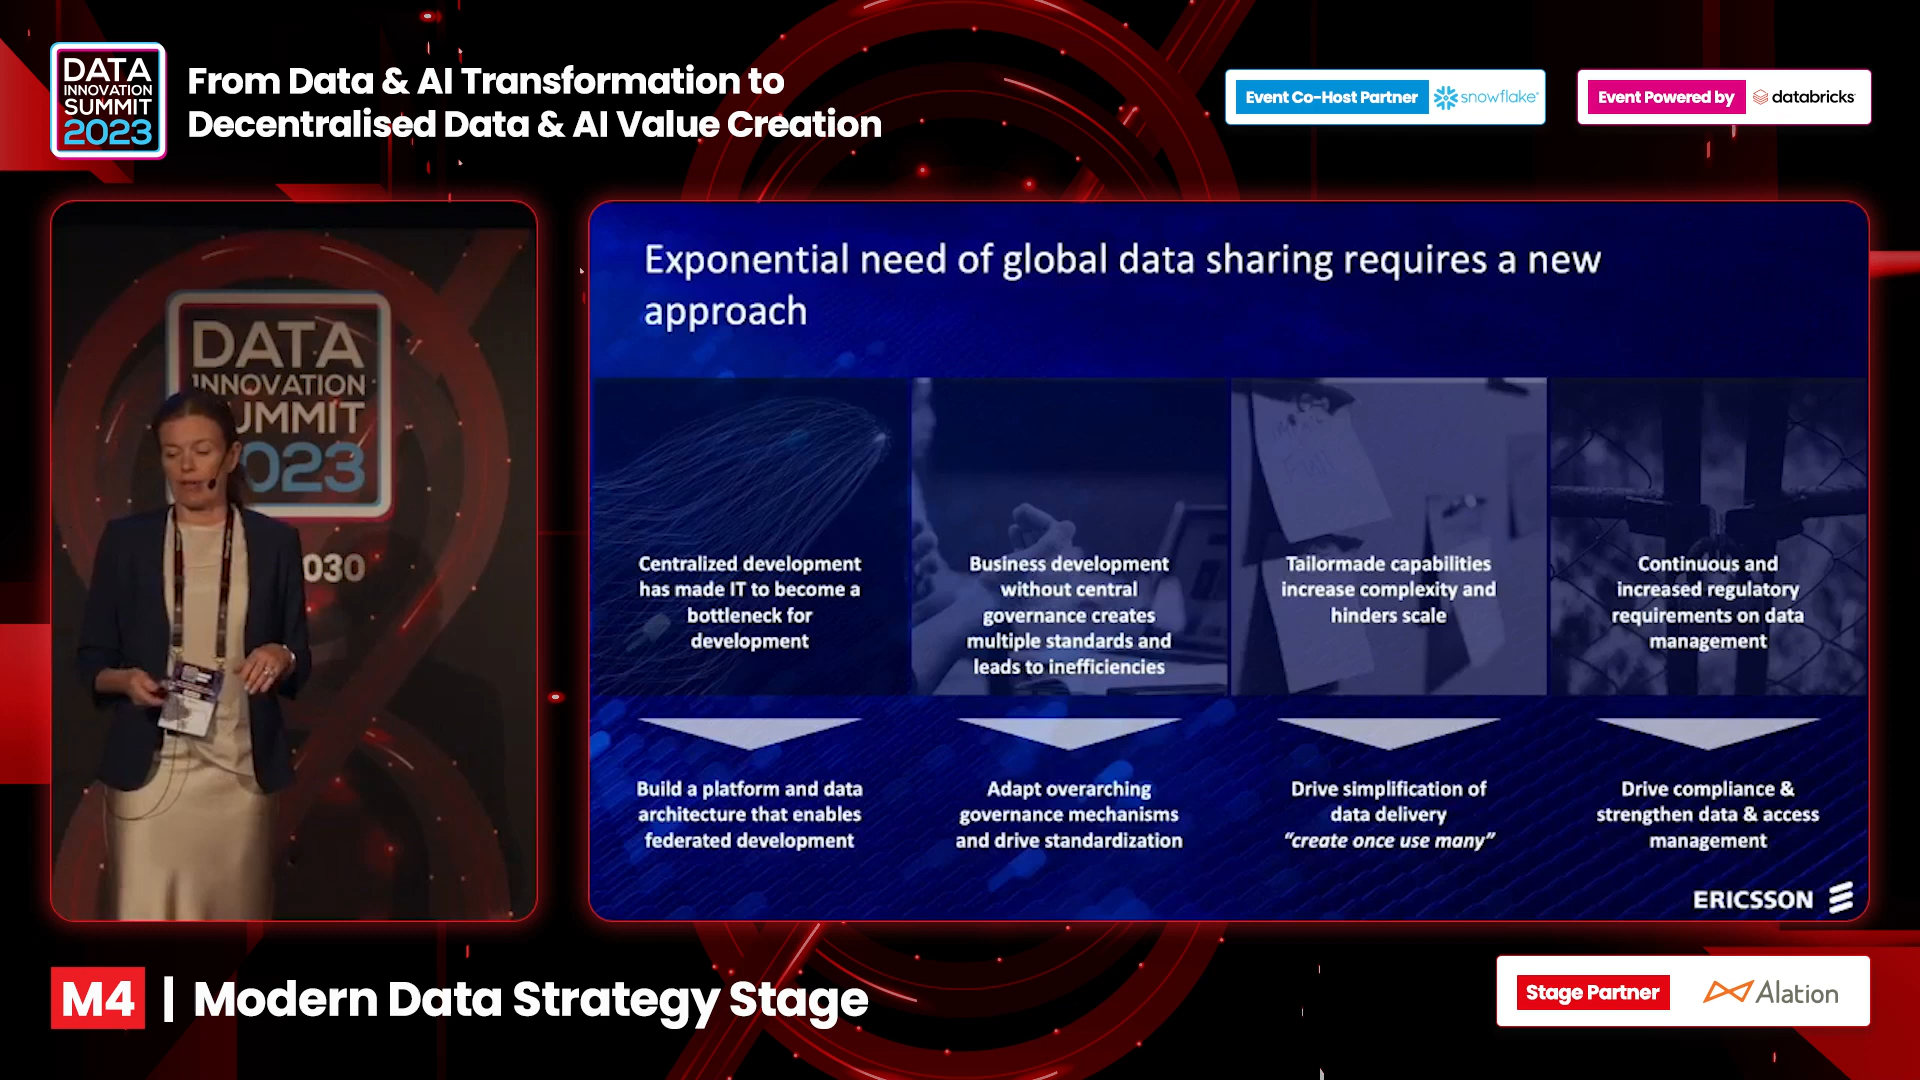 DATA
INNOVATION
SUMMIT
2023
From Data & AI Transformation to
Decentralised Data & AI Value Creation
Event Co-Host Partner
snowflake
Event Powered by
databricks
DATA
INNOVATION
SUMMIT
2023
030
Exponential need of global data sharing requires a new
approach
Centralized development
has made IT to become a
bottleneck for
development
Business development
without central
governance creates
multiple standards and
leads to inefficiencies
Tailormade capabilities
increase complexity and
hinders scale
Continuous and
increased regulatory
requirements on data
management
Build a platform and data
architecture that enables
federated development
Adapt overarching
governance mechanisms
and drive standardization
Drive simplification of
data delivery
“create once use many”
Drive compliance &
strengthen data & access
management
ERICSSON
M4 | Modern Data Strategy Stage
Stage Partner
Alation